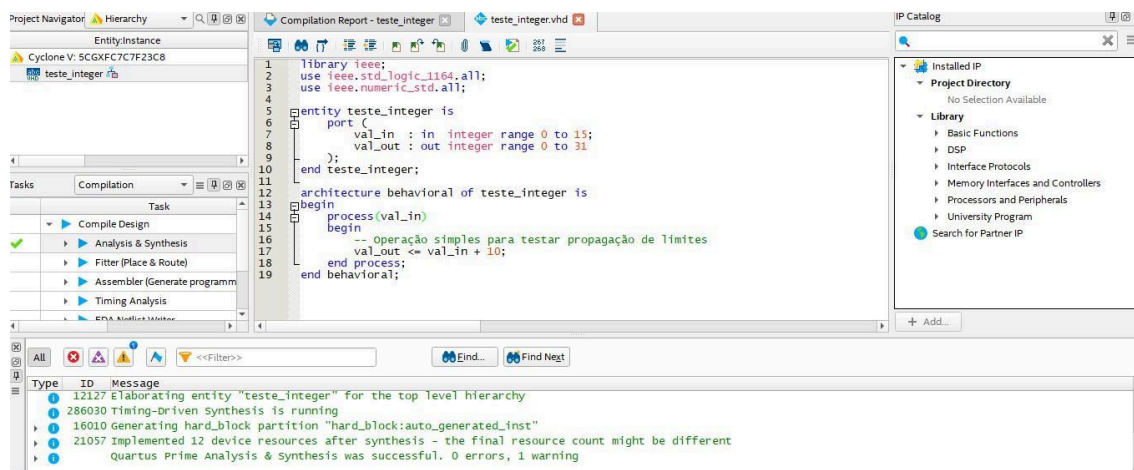 Project Navigator
Hierarchy
Entity:Instance
Cyclone V: 5CGXFC7C7F23C8
teste_integer
Tasks
Compilation
Task
Compile Design
Analysis & Synthesis
Fitter (Place & Route)
Assembler (Generate programm
Timing Analysis
EDA Netlist Writer
Compilation Report - teste_integer
teste_integer.vhd
267
268
1 library ieee;
2 use ieee.std_logic_1164.all;
3 use ieee.numeric_std.all;
4
5 entity teste_integer is
6 port (
7 val_in : in integer range 0 to 15;
8 val_out : out integer range 0 to 31
9 );
10 end teste_integer;
11
12 architecture behavioral of teste_integer is
13 begin
14 process(val_in)
15 begin
16 -- Operação simples para testar propagação de limites
17 val_out <= val_in + 10;
18 end process;
19 end behavioral;
IP Catalog
Installed IP
Project Directory
No Selection Available
Library
Basic Functions
DSP
Interface Protocols
Memory Interfaces and Controllers
Processors and Peripherals
University Program
Search for Partner IP
+ Add...
All
<<Filter>>
Find...
Find Next
Type ID Message
12127 Elaborating entity "teste_integer" for the top level hierarchy
286030 Timing-Driven Synthesis is running
16010 Generating hard_block partition "hard_block:auto_generated_inst"
21057 Implemented 12 device resources after synthesis - the final resource count might be different
Quartus Prime Analysis & Synthesis was successful. 0 errors, 1 warning